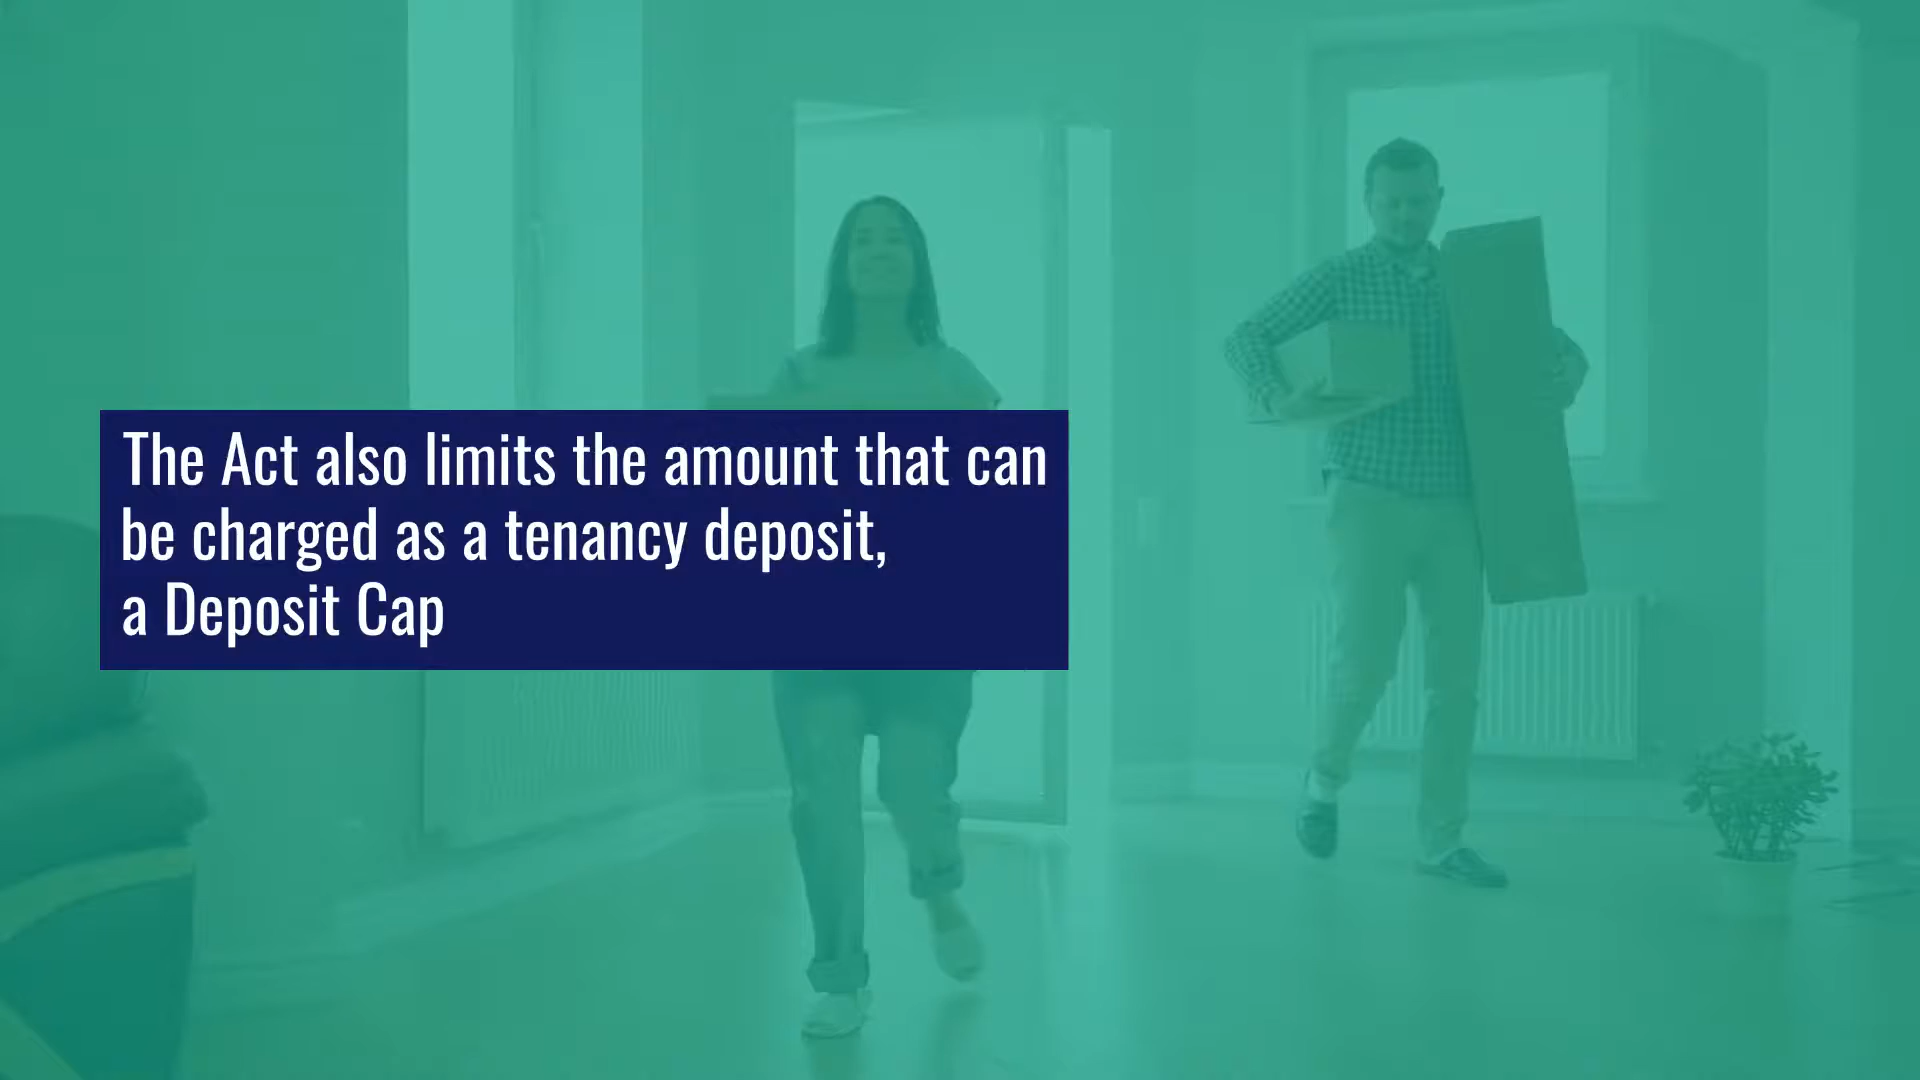 The Act also limits the amount that can
be charged as a tenancy deposit,
a Deposit Cap